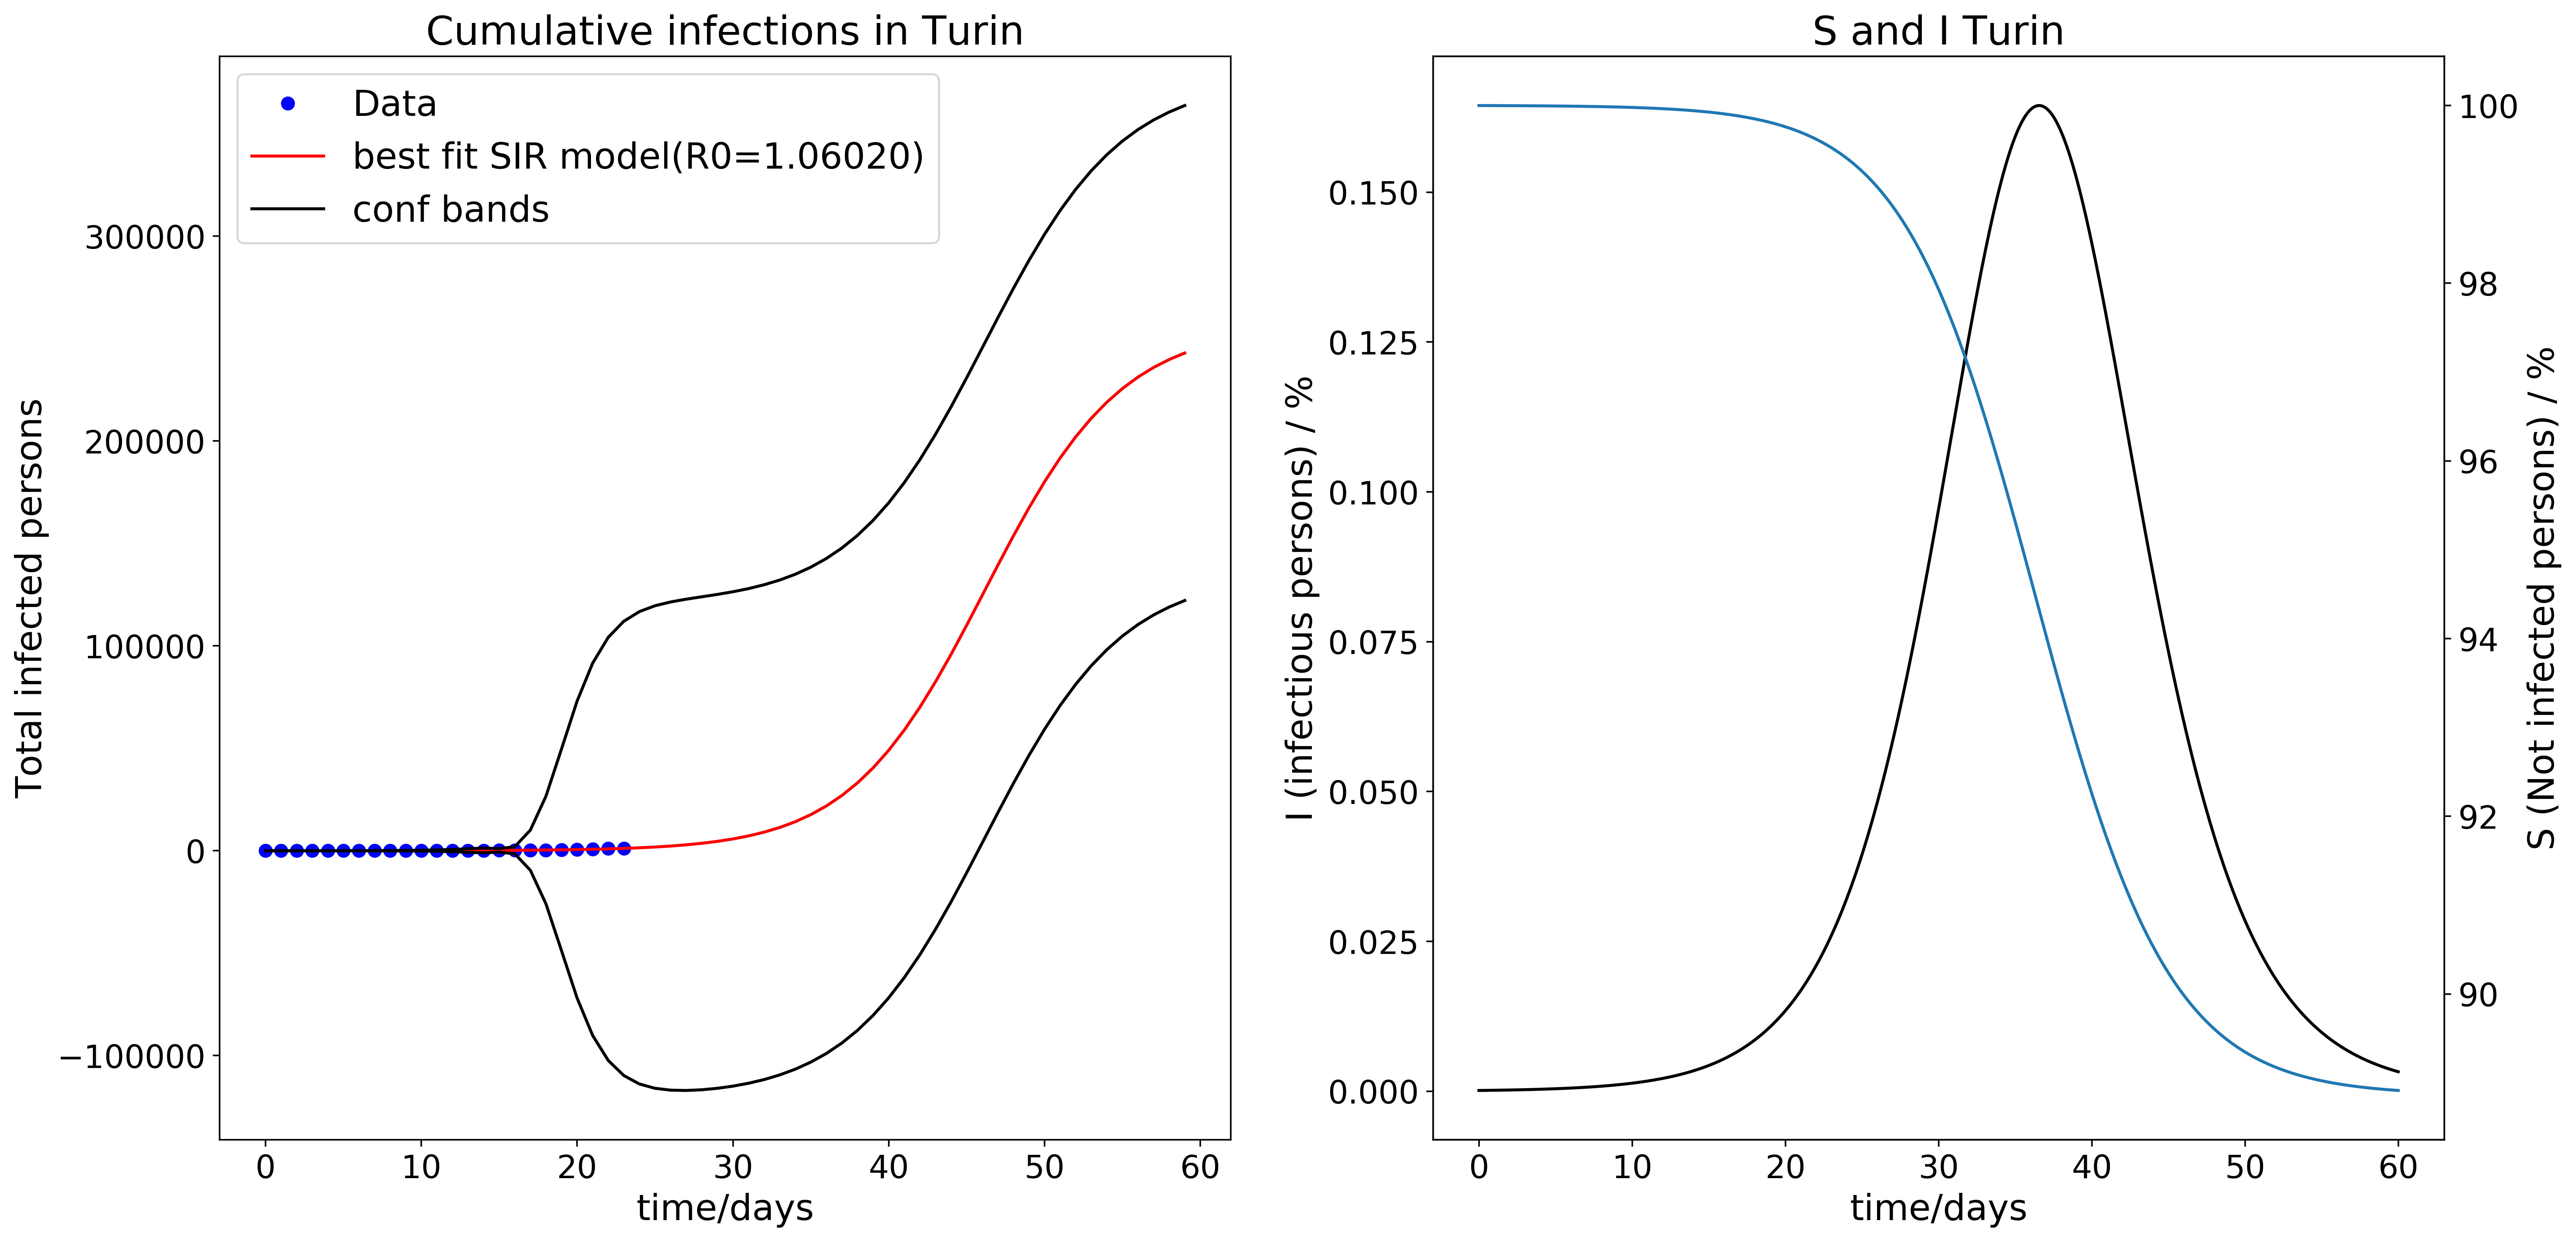 Cumulative infections in Turin
Data
best fit SIR model(R0=1.06020)
conf bands
Total infected persons
300000
200000
100000
0
−100000
0 10 20 30 40 50 60
time/days
S and I Turin
I (infectious persons) / %
0.150
0.125
0.100
0.075
0.050
0.025
0.000
100
98
96
94
92
90
S (Not infected persons) / %
0 10 20 30 40 50 60
time/days